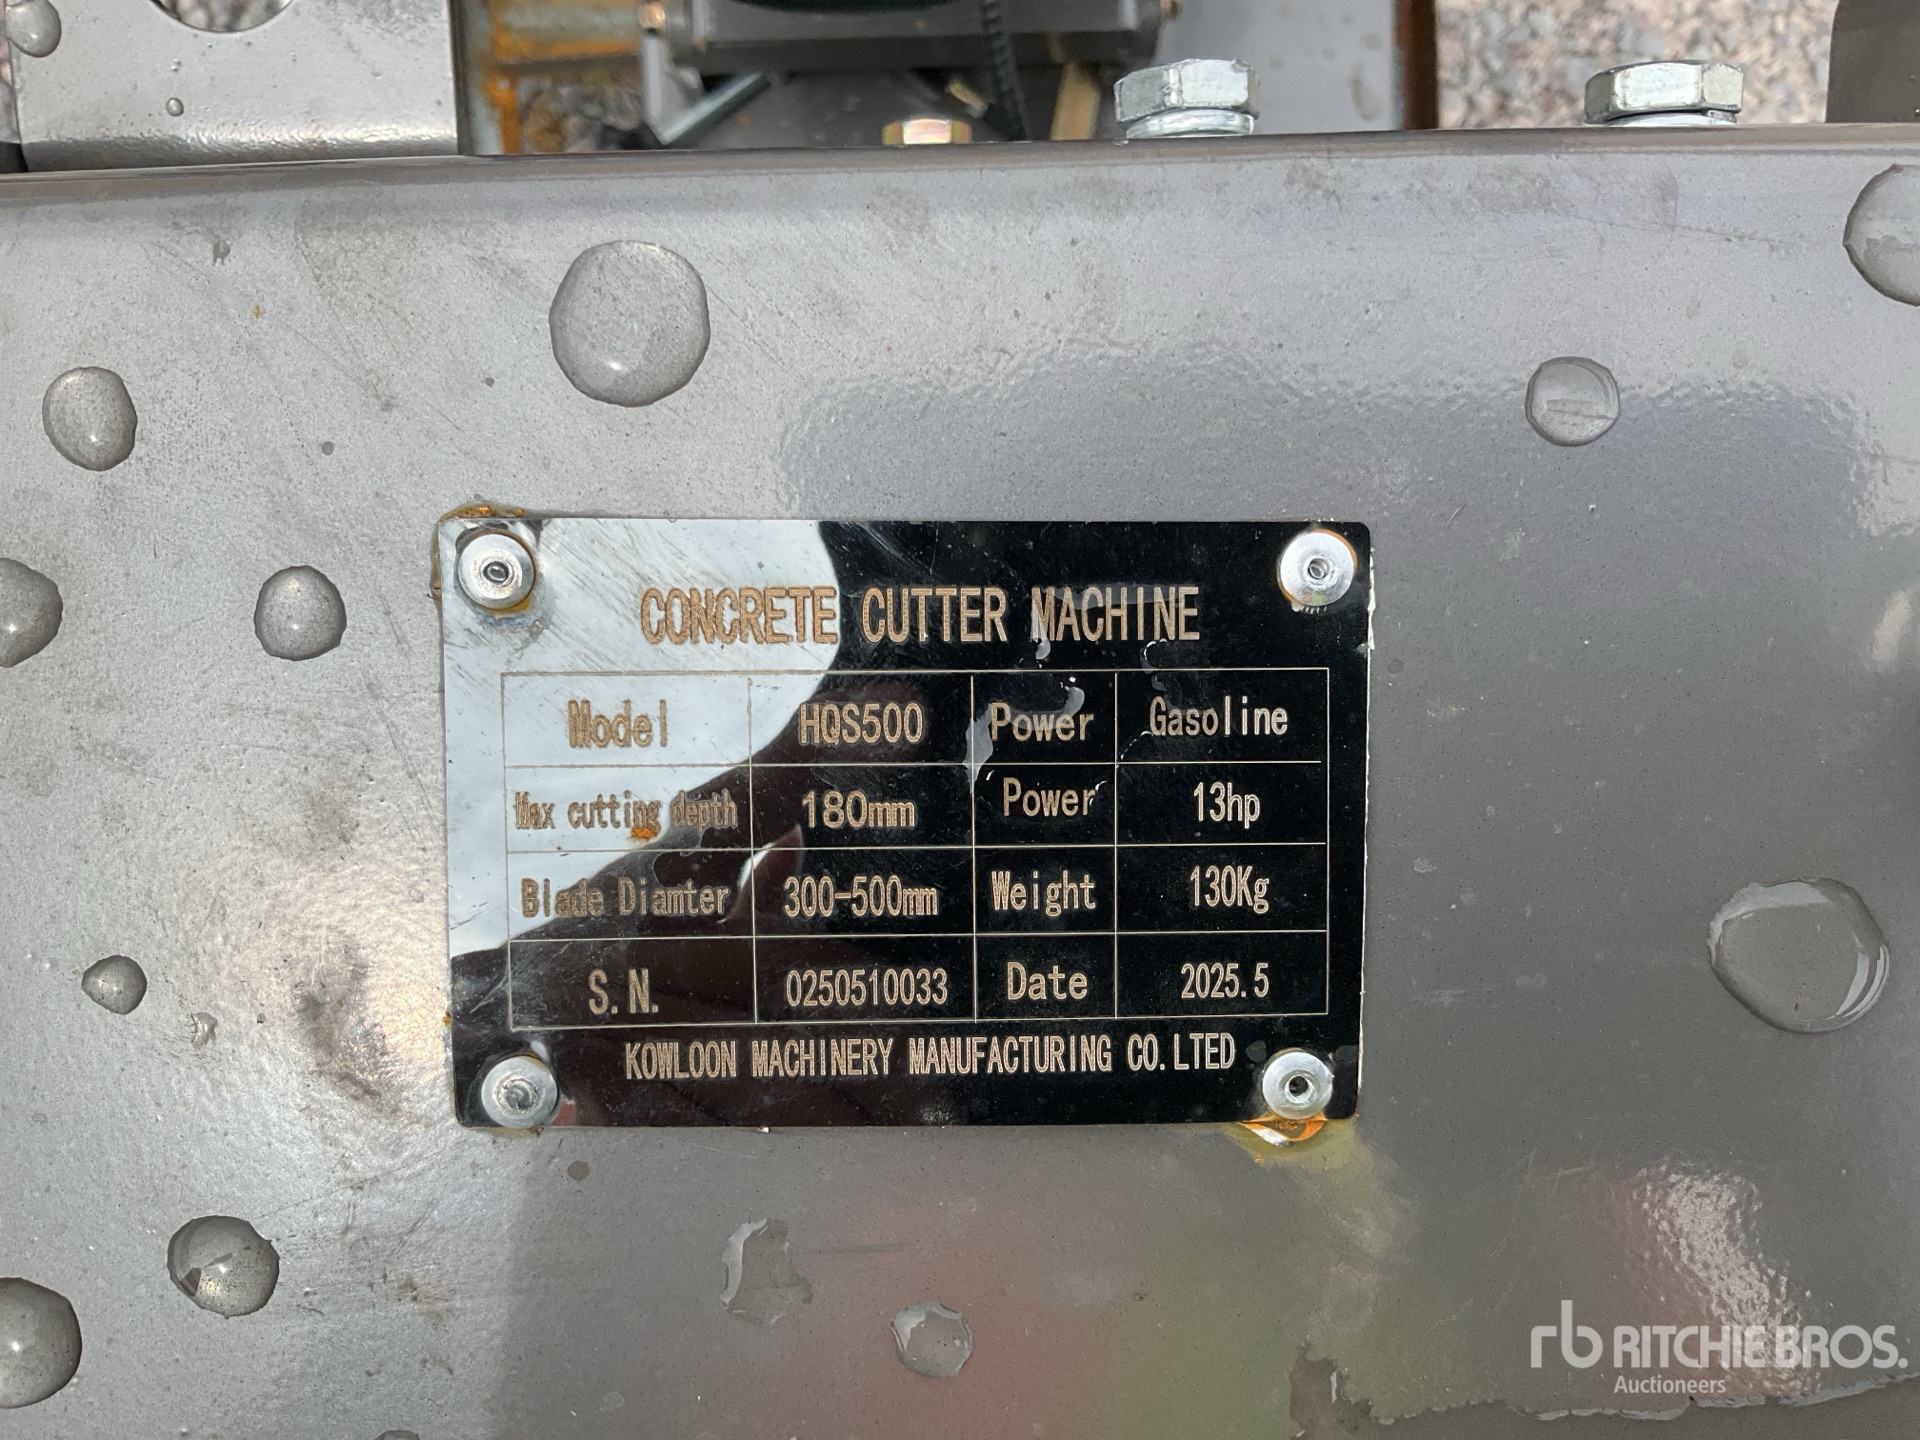 CONCRETE CUTTER MACHINE
Model HQS500 Power Gasoline
Max cutting depth 180mm Power 13hp
Blade Diamter 300-500mm Weight 130Kg
S.N. 0250510033 Date 2025.5
KOWLOON MACHINERY MANUFACTURING CO.LTED
rb RITCHIE BROS.
Auctioneers